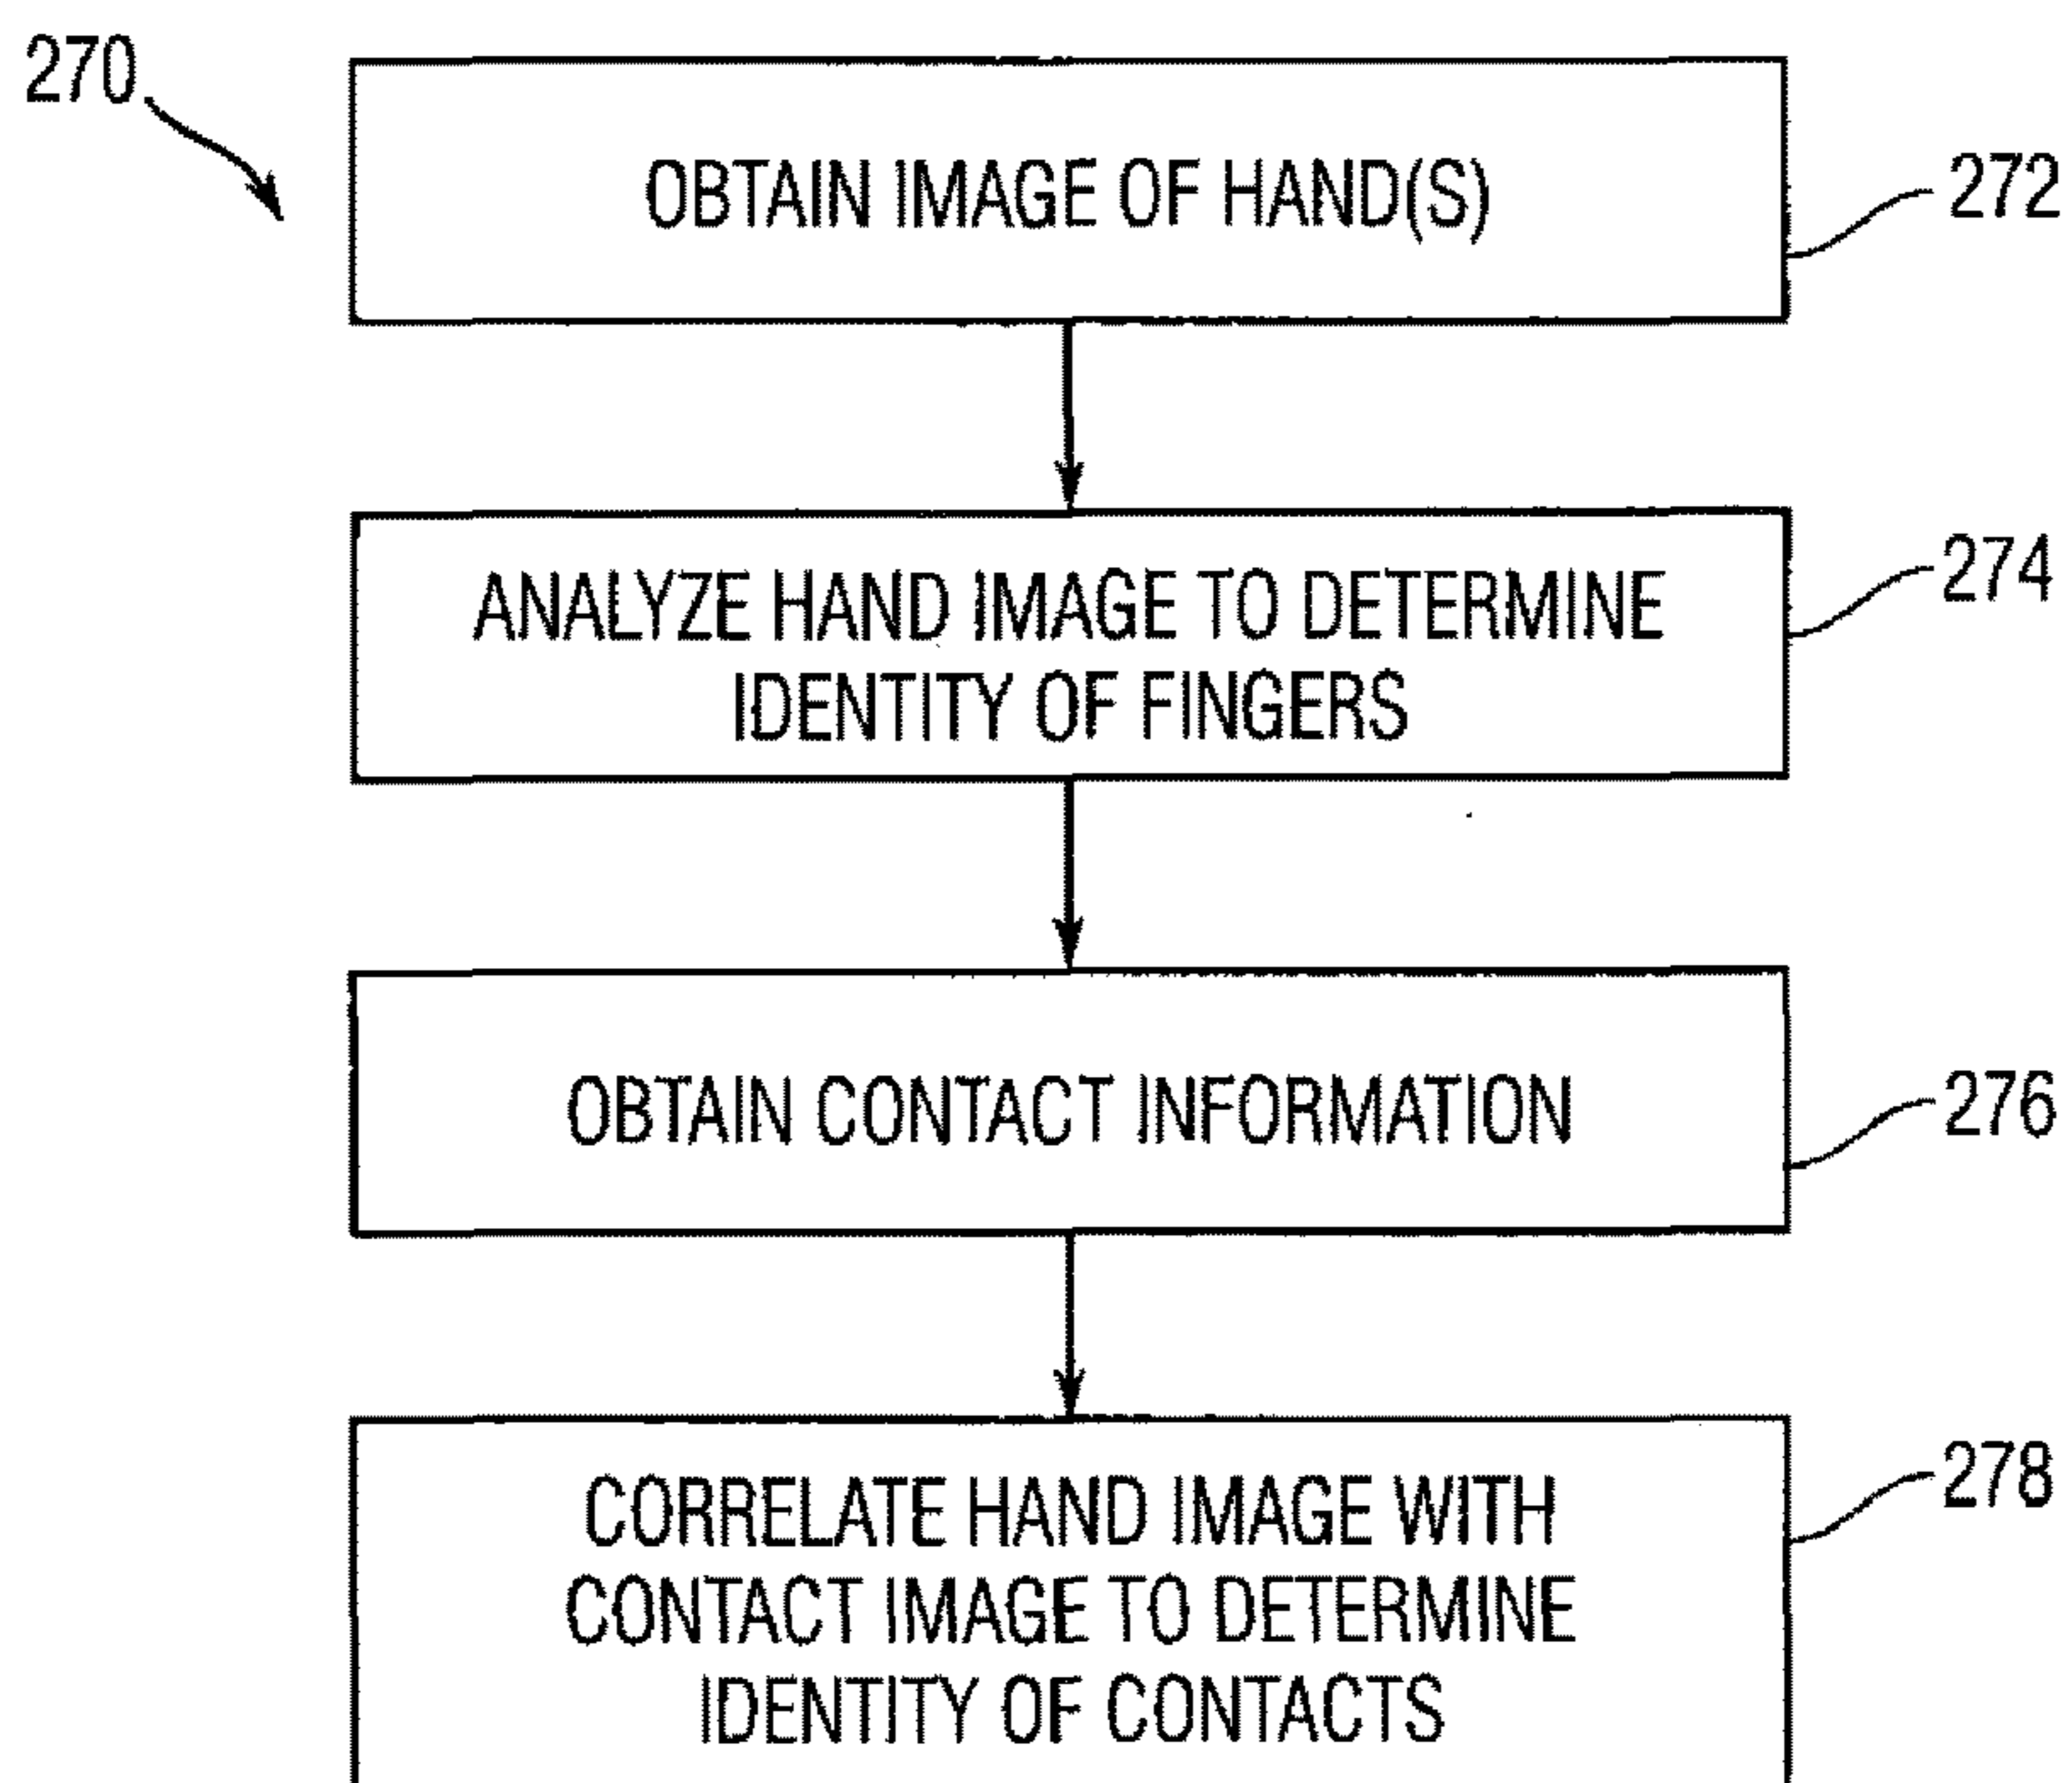 270
OBTAIN IMAGE OF HAND(S)
272
ANALYZE HAND IMAGE TO DETERMINE
IDENTITY OF FINGERS
274
OBTAIN CONTACT INFORMATION
276
CORRELATE HAND IMAGE WITH
CONTACT IMAGE TO DETERMINE
IDENTITY OF CONTACTS
278